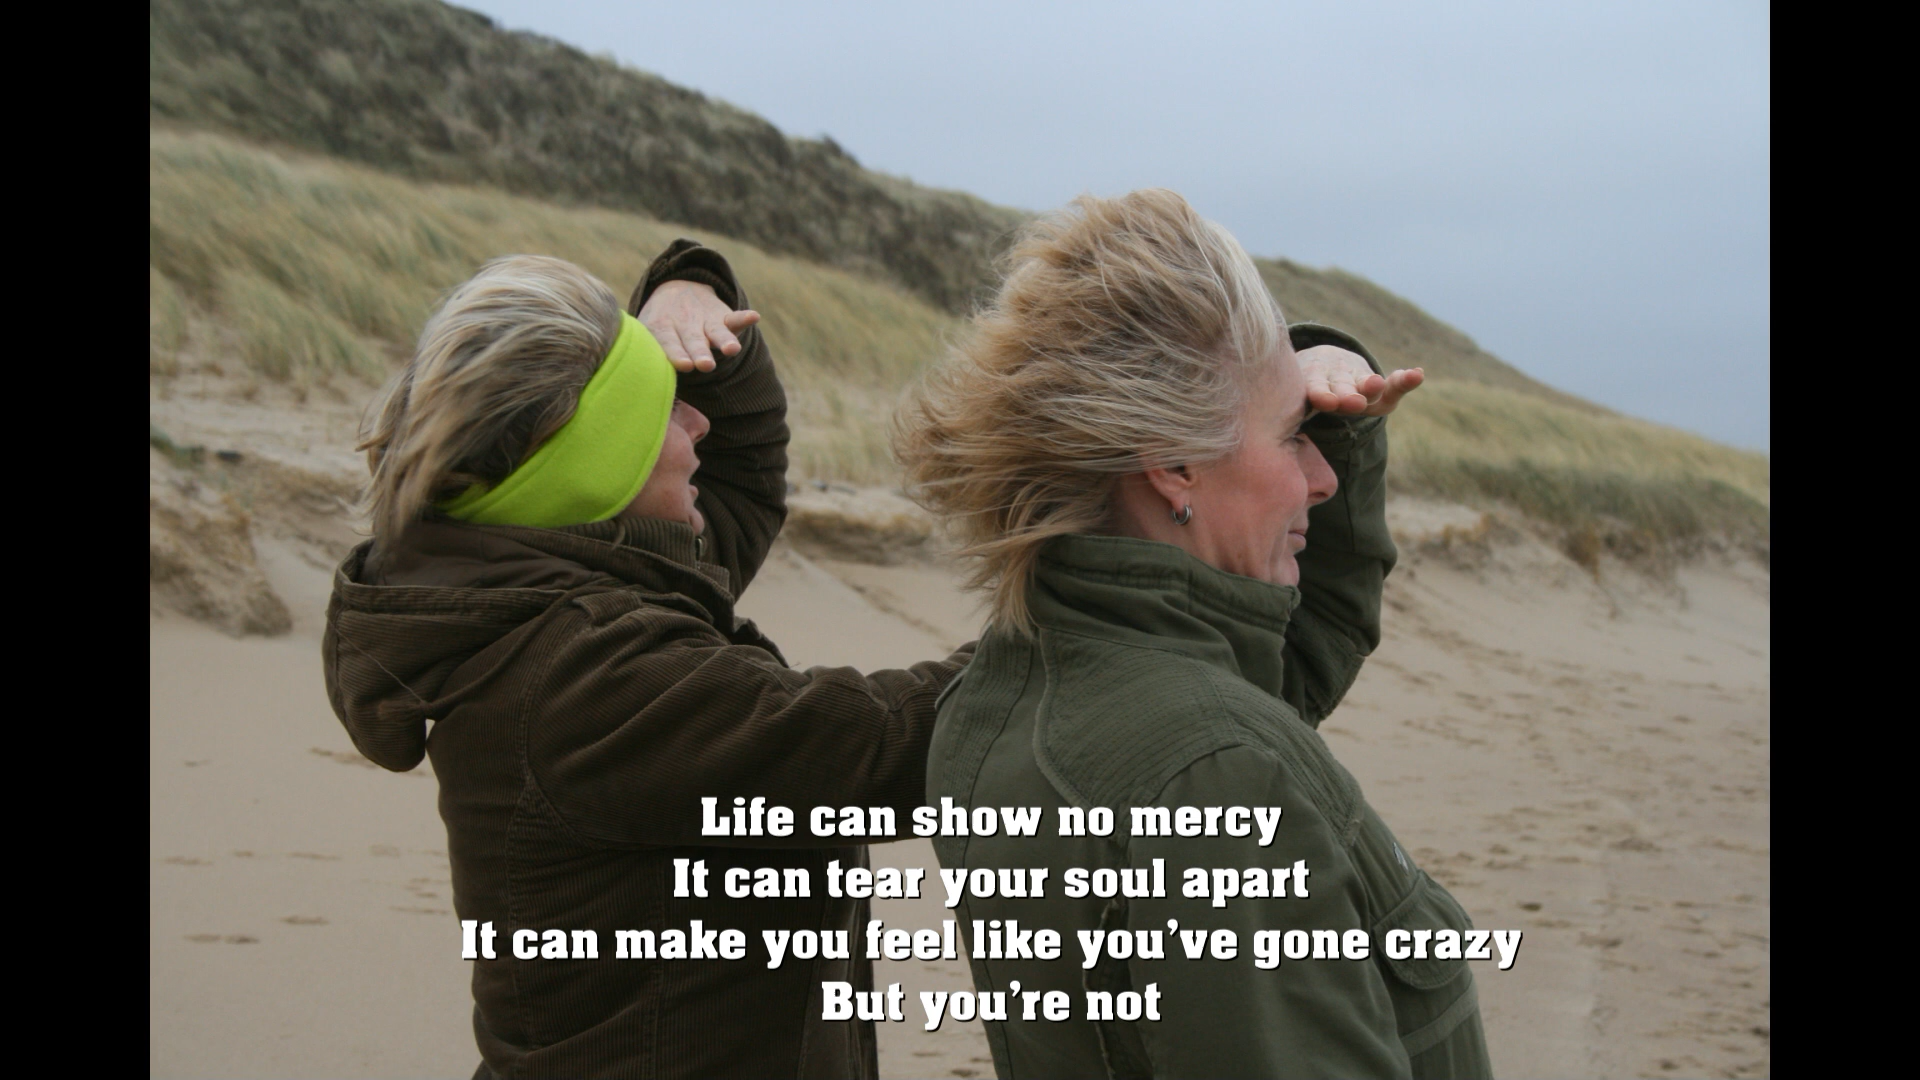 Life can show no mercy
It can tear your soul apart
It can make you feel like you've gone crazy
But you're not